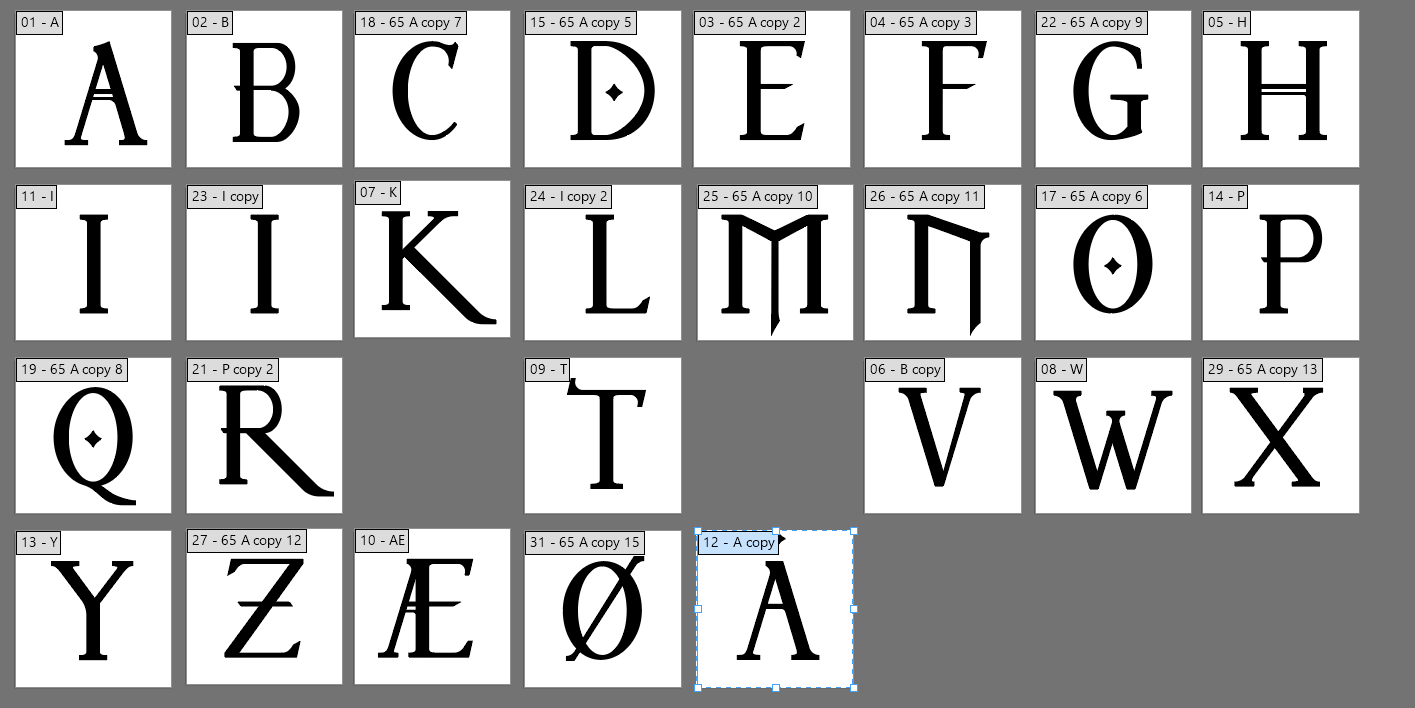 01 - A 02 - B 18 - 65 A copy 7 15 - 65 A copy 5 03 - 65 A copy 2 04 - 65 A copy 3 22 - 65 A copy 9 05 - H
A B C D E F G H
11 - I 23 - I copy 07 - K 24 - I copy 2 25 - 65 A copy 10 26 - 65 A copy 11 17 - 65 A copy 6 14 - P
I I K L M N O P
19 - 65 A copy 8 21 - P copy 2 09 - T 06 - B copy 08 - W 29 - 65 A copy 13
Q R T V W X
13 - Y 27 - 65 A copy 12 10 - AE 31 - 65 A copy 15 12 - A copy
Y Z Æ Ø A